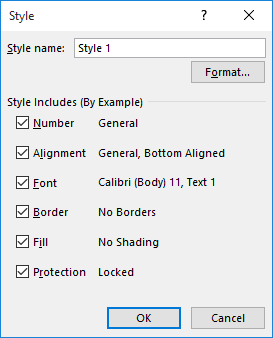 Style
Style name: Style 1
Format...
Style Includes (By Example)
Number General
Alignment General, Bottom Aligned
Font Calibri (Body) 11, Text 1
Border No Borders
Fill No Shading
Protection Locked
OK Cancel